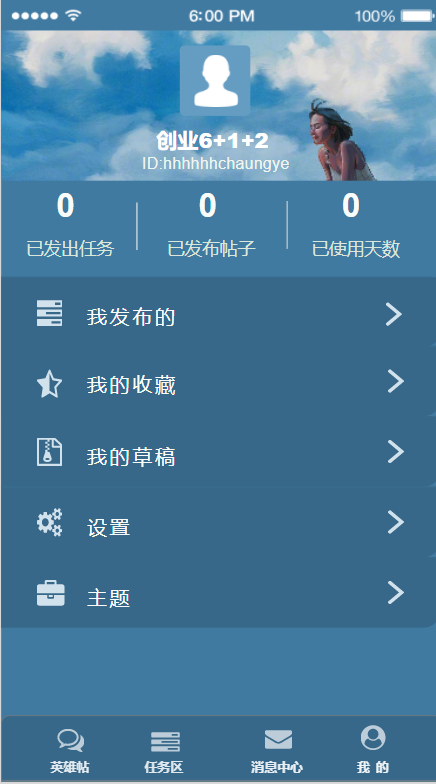 6:00 PM 100%
创业6+1+2
ID:hhhhhhchaungye
0 0 0
已发出任务 已发布帖子 已使用天数
我发布的
我的收藏
我的草稿
设置
主题
英雄帖 任务区 消息中心 我 的